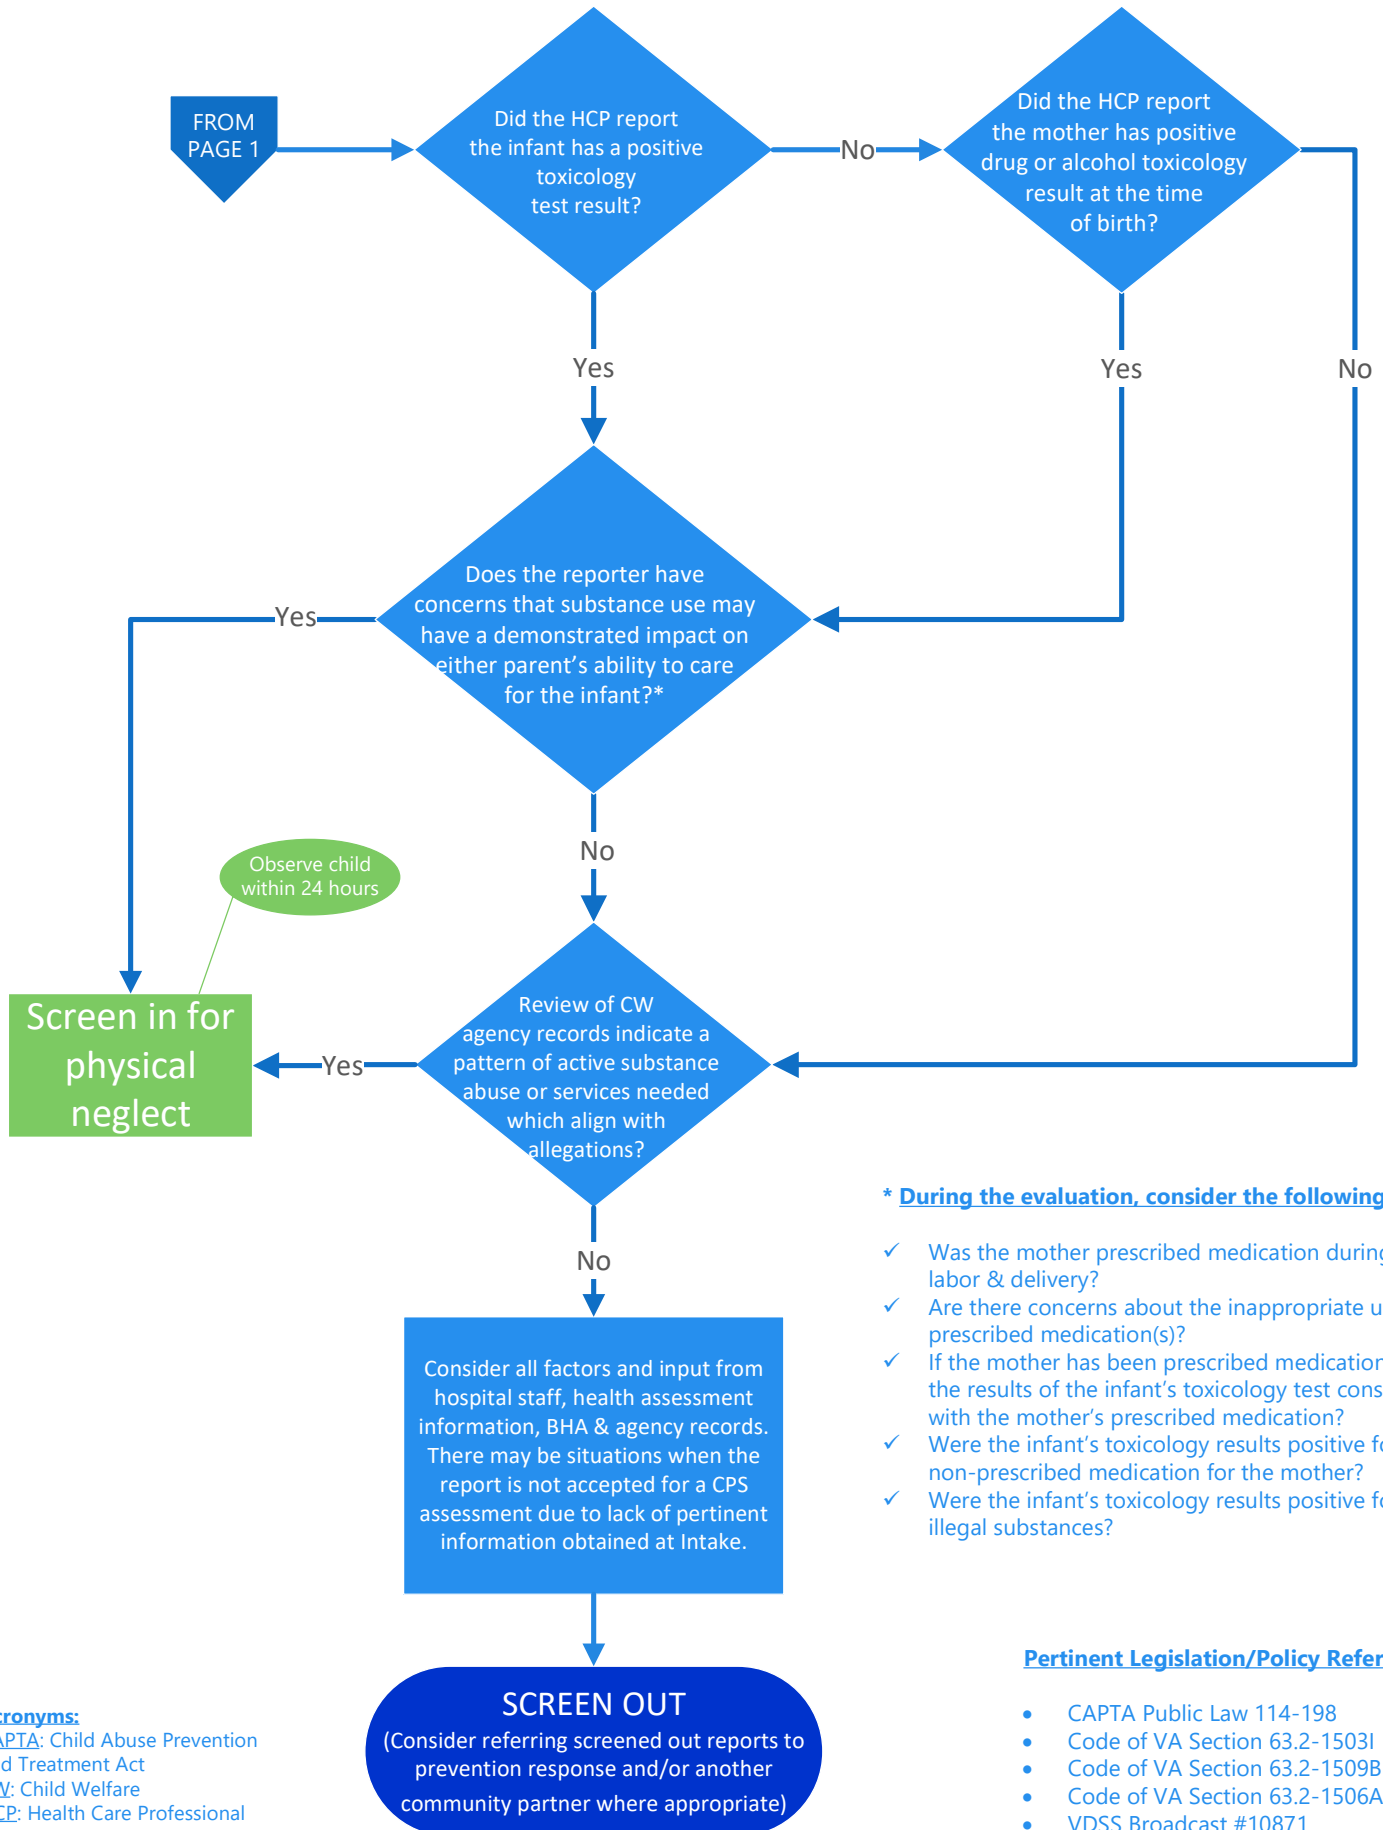 FROM
PAGE 1
Did the HCP report
the infant has a positive
toxicology
test result?
No
Did the HCP report
the mother has positive
drug or alcohol toxicology
result at the time
of birth?
Yes
Yes
No
Does the reporter have
concerns that substance use may
have a demonstrated impact on
either parent's ability to care
for the infant?*
Yes
No
Observe child
within 24 hours
Screen in for
physical
neglect
Yes
Review of CW
agency records indicate a
pattern of active substance
abuse or services needed
which align with
allegations?
No
* During the evaluation, consider the following
✓ Was the mother prescribed medication during
labor & delivery?
✓ Are there concerns about the inappropriate
prescribed medication(s)?
✓ If the mother has been prescribed medication
the results of the infant's toxicology test
with the mother's prescribed medication?
✓ Were the infant's toxicology results positive
non-prescribed medication for the mother?
✓ Were the infant's toxicology results positive
illegal substances?
Consider all factors and input from
hospital staff, health assessment
information, BHA & agency records.
There may be situations when the
report is not accepted for a CPS
assessment due to lack of pertinent
information obtained at Intake.
SCREEN OUT
(Consider referring screened out reports to
prevention response and/or another
community partner where appropriate)
Pertinent Legislation/Policy
• CAPTA Public Law 114-198
• Code of VA Section 63.2-1503I
• Code of VA Section 63.2-1509B
• Code of VA Section 63.2-1506A
• VDSS Broadcast #10871
cronyms:
APTA: Child Abuse Prevention
d Treatment Act
W: Child Welfare
CP: Health Care Professional